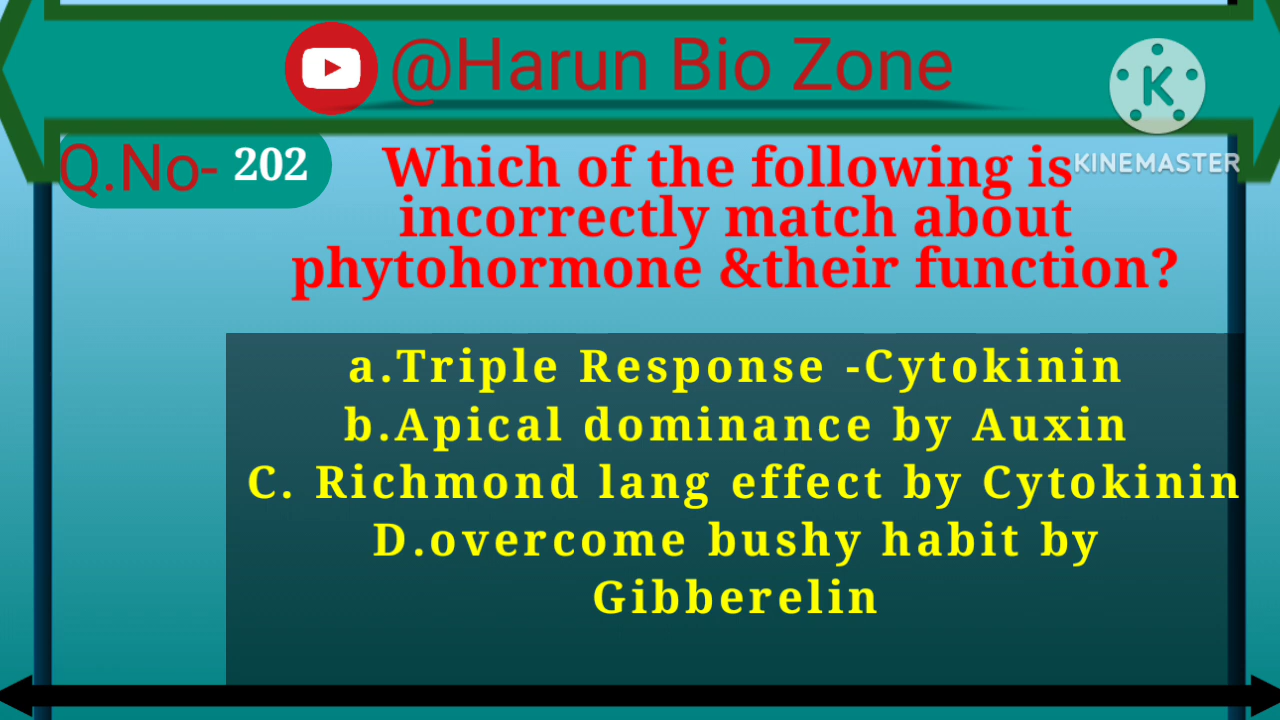 @Harun Bio Zone
K
KINEMASTER
Q.No- 202
Which of the following is
incorrectly match about
phytohormone &their function?
a.Triple Response -Cytokinin
b.Apical dominance by Auxin
C. Richmond lang effect by Cytokinin
D.overcome bushy habit by
Gibberelin